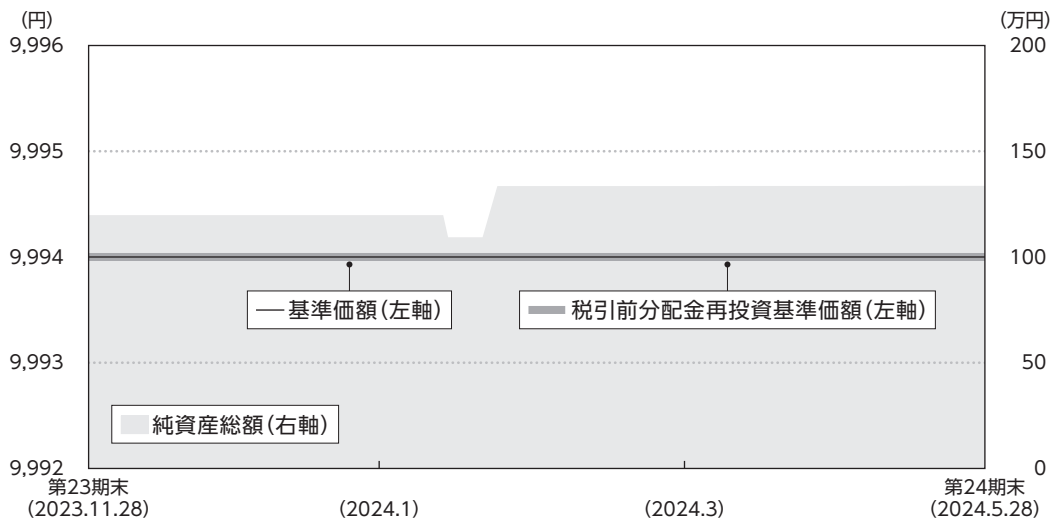 (円)
(万円)
9,996
200
9,995
150
9,994
100
基準価額(左軸)
税引前分配金再投資基準価額(左軸)
9,993
50
純資産総額(右軸)
9,992
0
第23期末
(2023.11.28)
(2024.1)
(2024.3)
第24期末
(2024.5.28)